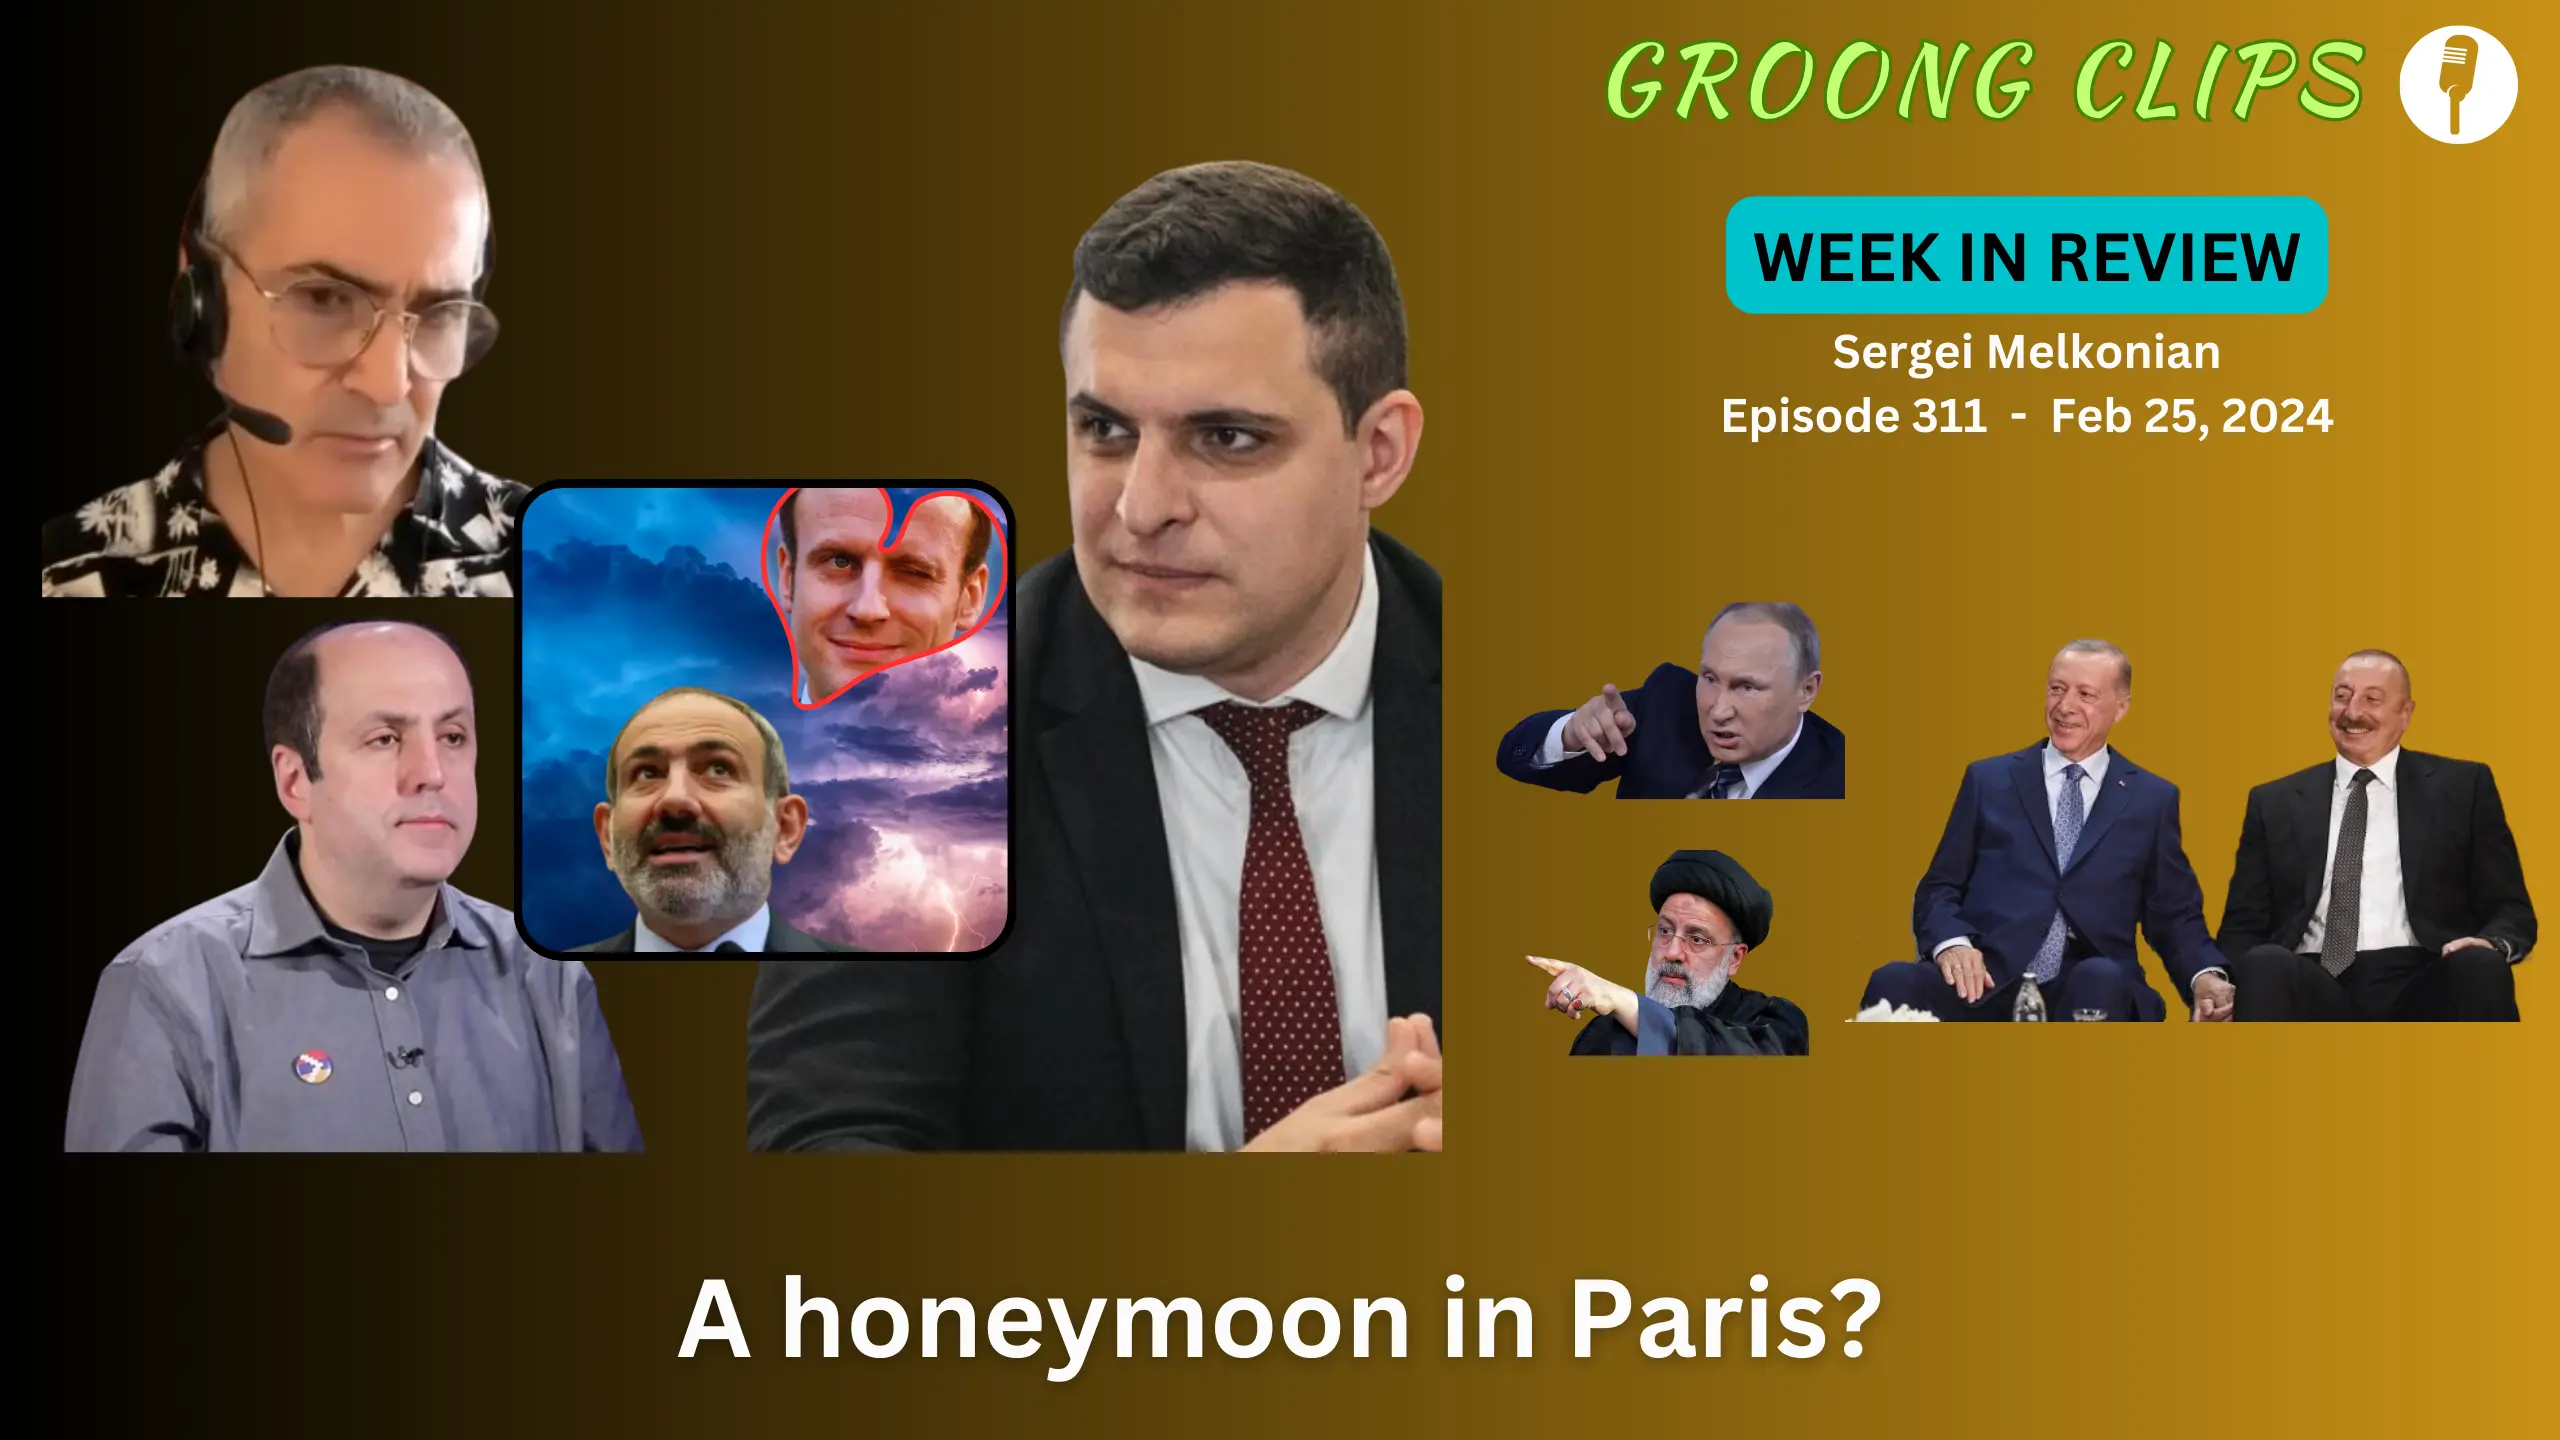 GROONG CLIPS
WEEK IN REVIEW
Sergei Melkonian
Episode 311 - Feb 25, 2024
A honeymoon in Paris?